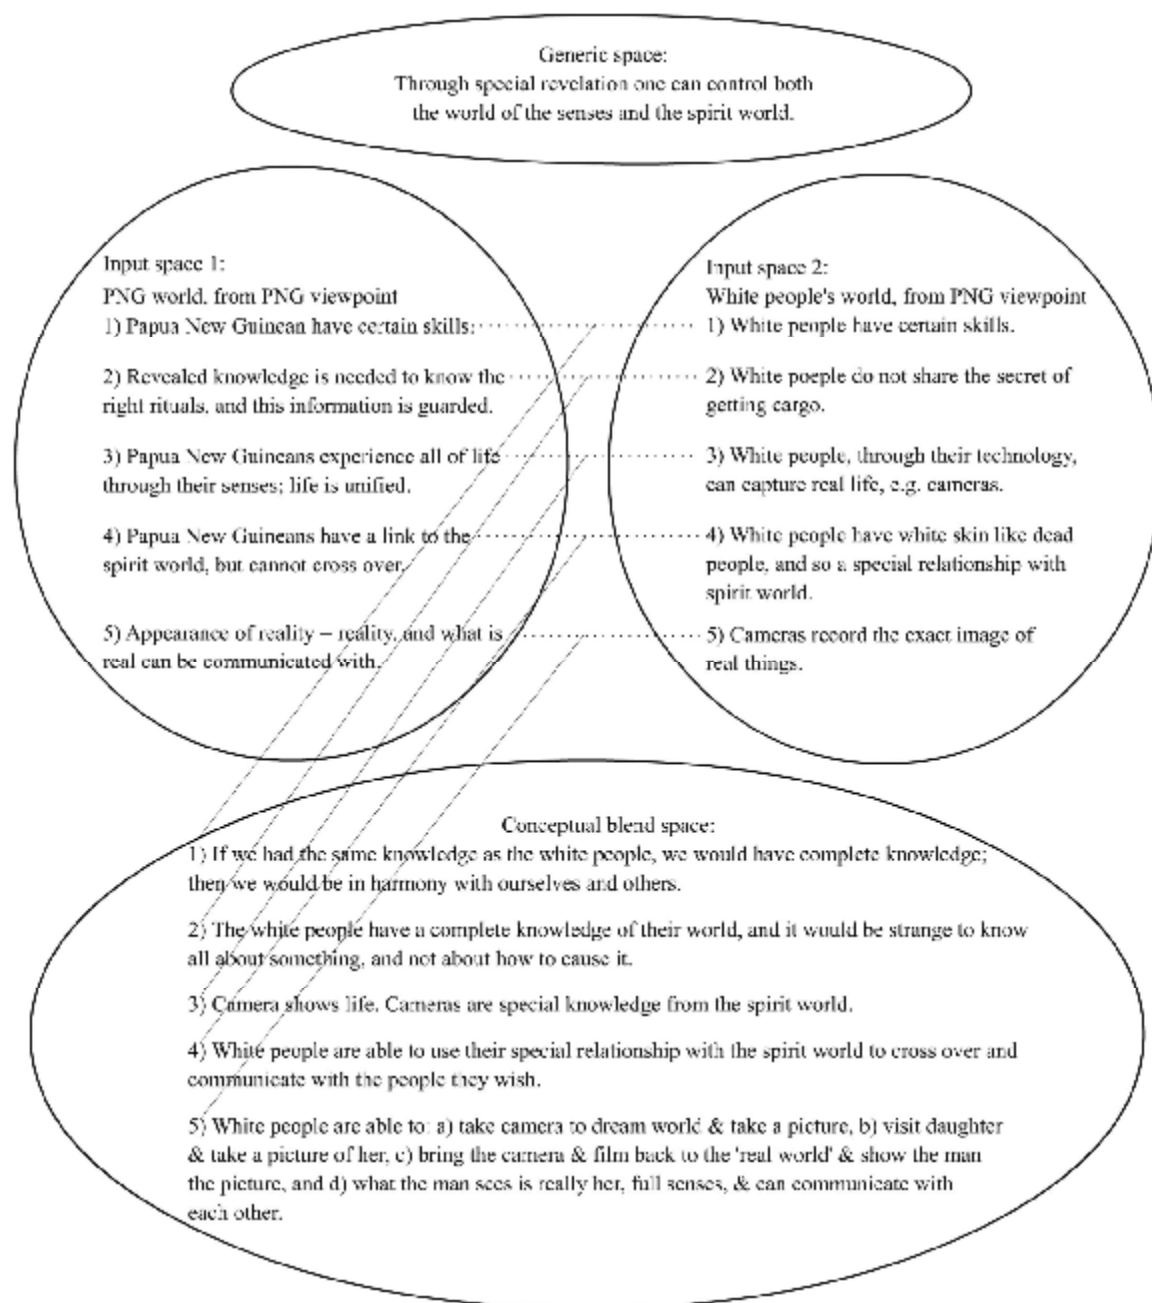 Generic space:
Through special revelation one can control both
the world of the senses and the spirit world.
Input space 1:
PNG world, from PNG viewpoint
1) Papua New Guinean have certain skills.
2) Revealed knowledge is needed to know the
right rituals, and this information is guarded.
3) Papua New Guineans experience all of life
through their senses; life is unified.
4) Papua New Guineans have a link to the
spirit world, but cannot cross over.
5) Appearance of reality – reality, and what is
real can be communicated with.
Input space 2:
White people's world, from PNG viewpoint
1) White people have certain skills.
2) White poeple do not share the secret of
getting cargo.
3) White people, through their technology,
can capture real life, e.g. cameras.
4) White people have white skin like dead
people, and so a special relationship with
spirit world.
5) Cameras record the exact image of
real things.
Conceptual blend space:
1) If we had the same knowledge as the white people, we would have complete knowledge;
then we would be in harmony with ourselves and others.
2) The white people have a complete knowledge of their world, and it would be strange to know
all about something, and not about how to cause it.
3) Camera shows life. Cameras are special knowledge from the spirit world.
4) White people are able to use their special relationship with the spirit world to cross over and
communicate with the people they wish.
5) White people are able to: a) take camera to dream world & take a picture, b) visit daughter
& take a picture of her, c) bring the camera & film back to the 'real world' & show the man
the picture, and d) what the man sees is really her, full senses, & can communicate with
each other.